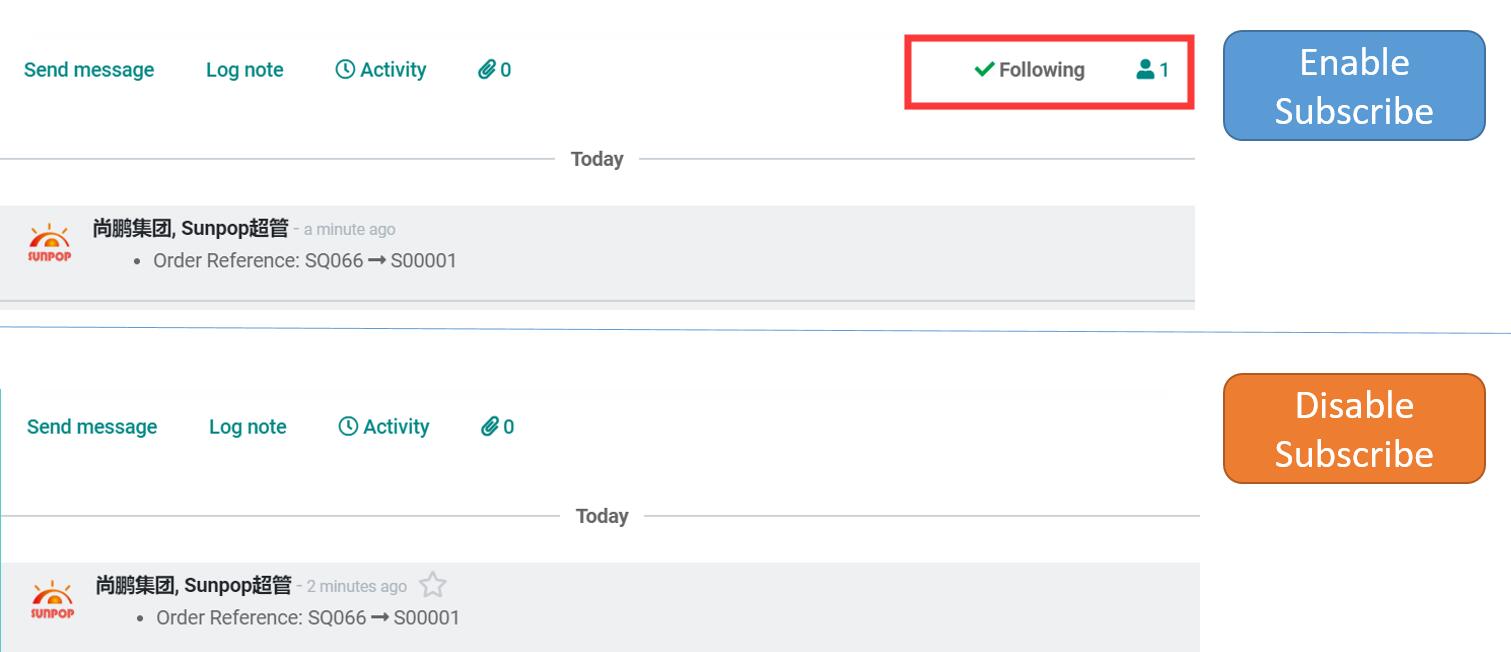 Send message Log note Activity 0 Following 1
Enable
Subscribe
Today
尚鹏集团, Sunpop超管 - a minute ago
SUNPOP
• Order Reference: SQ066 → S00001
Send message Log note Activity 0
Disable
Subscribe
Today
尚鹏集团, Sunpop超管 - 2 minutes ago
SUNPOP
• Order Reference: SQ066 → S00001